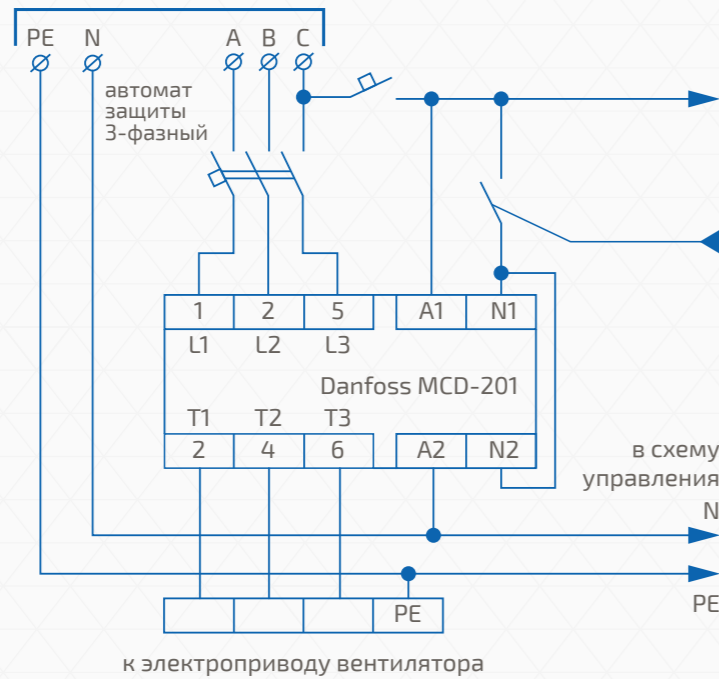 PE N A B C
автомат
защиты
3-фазный
1 2 5 A1 N1
L1 L2 L3
Danfoss MCD-201
T1 T2 T3
2 4 6 A2 N2
в схему
управления
N
PE
PE
к электроприводу вентилятора